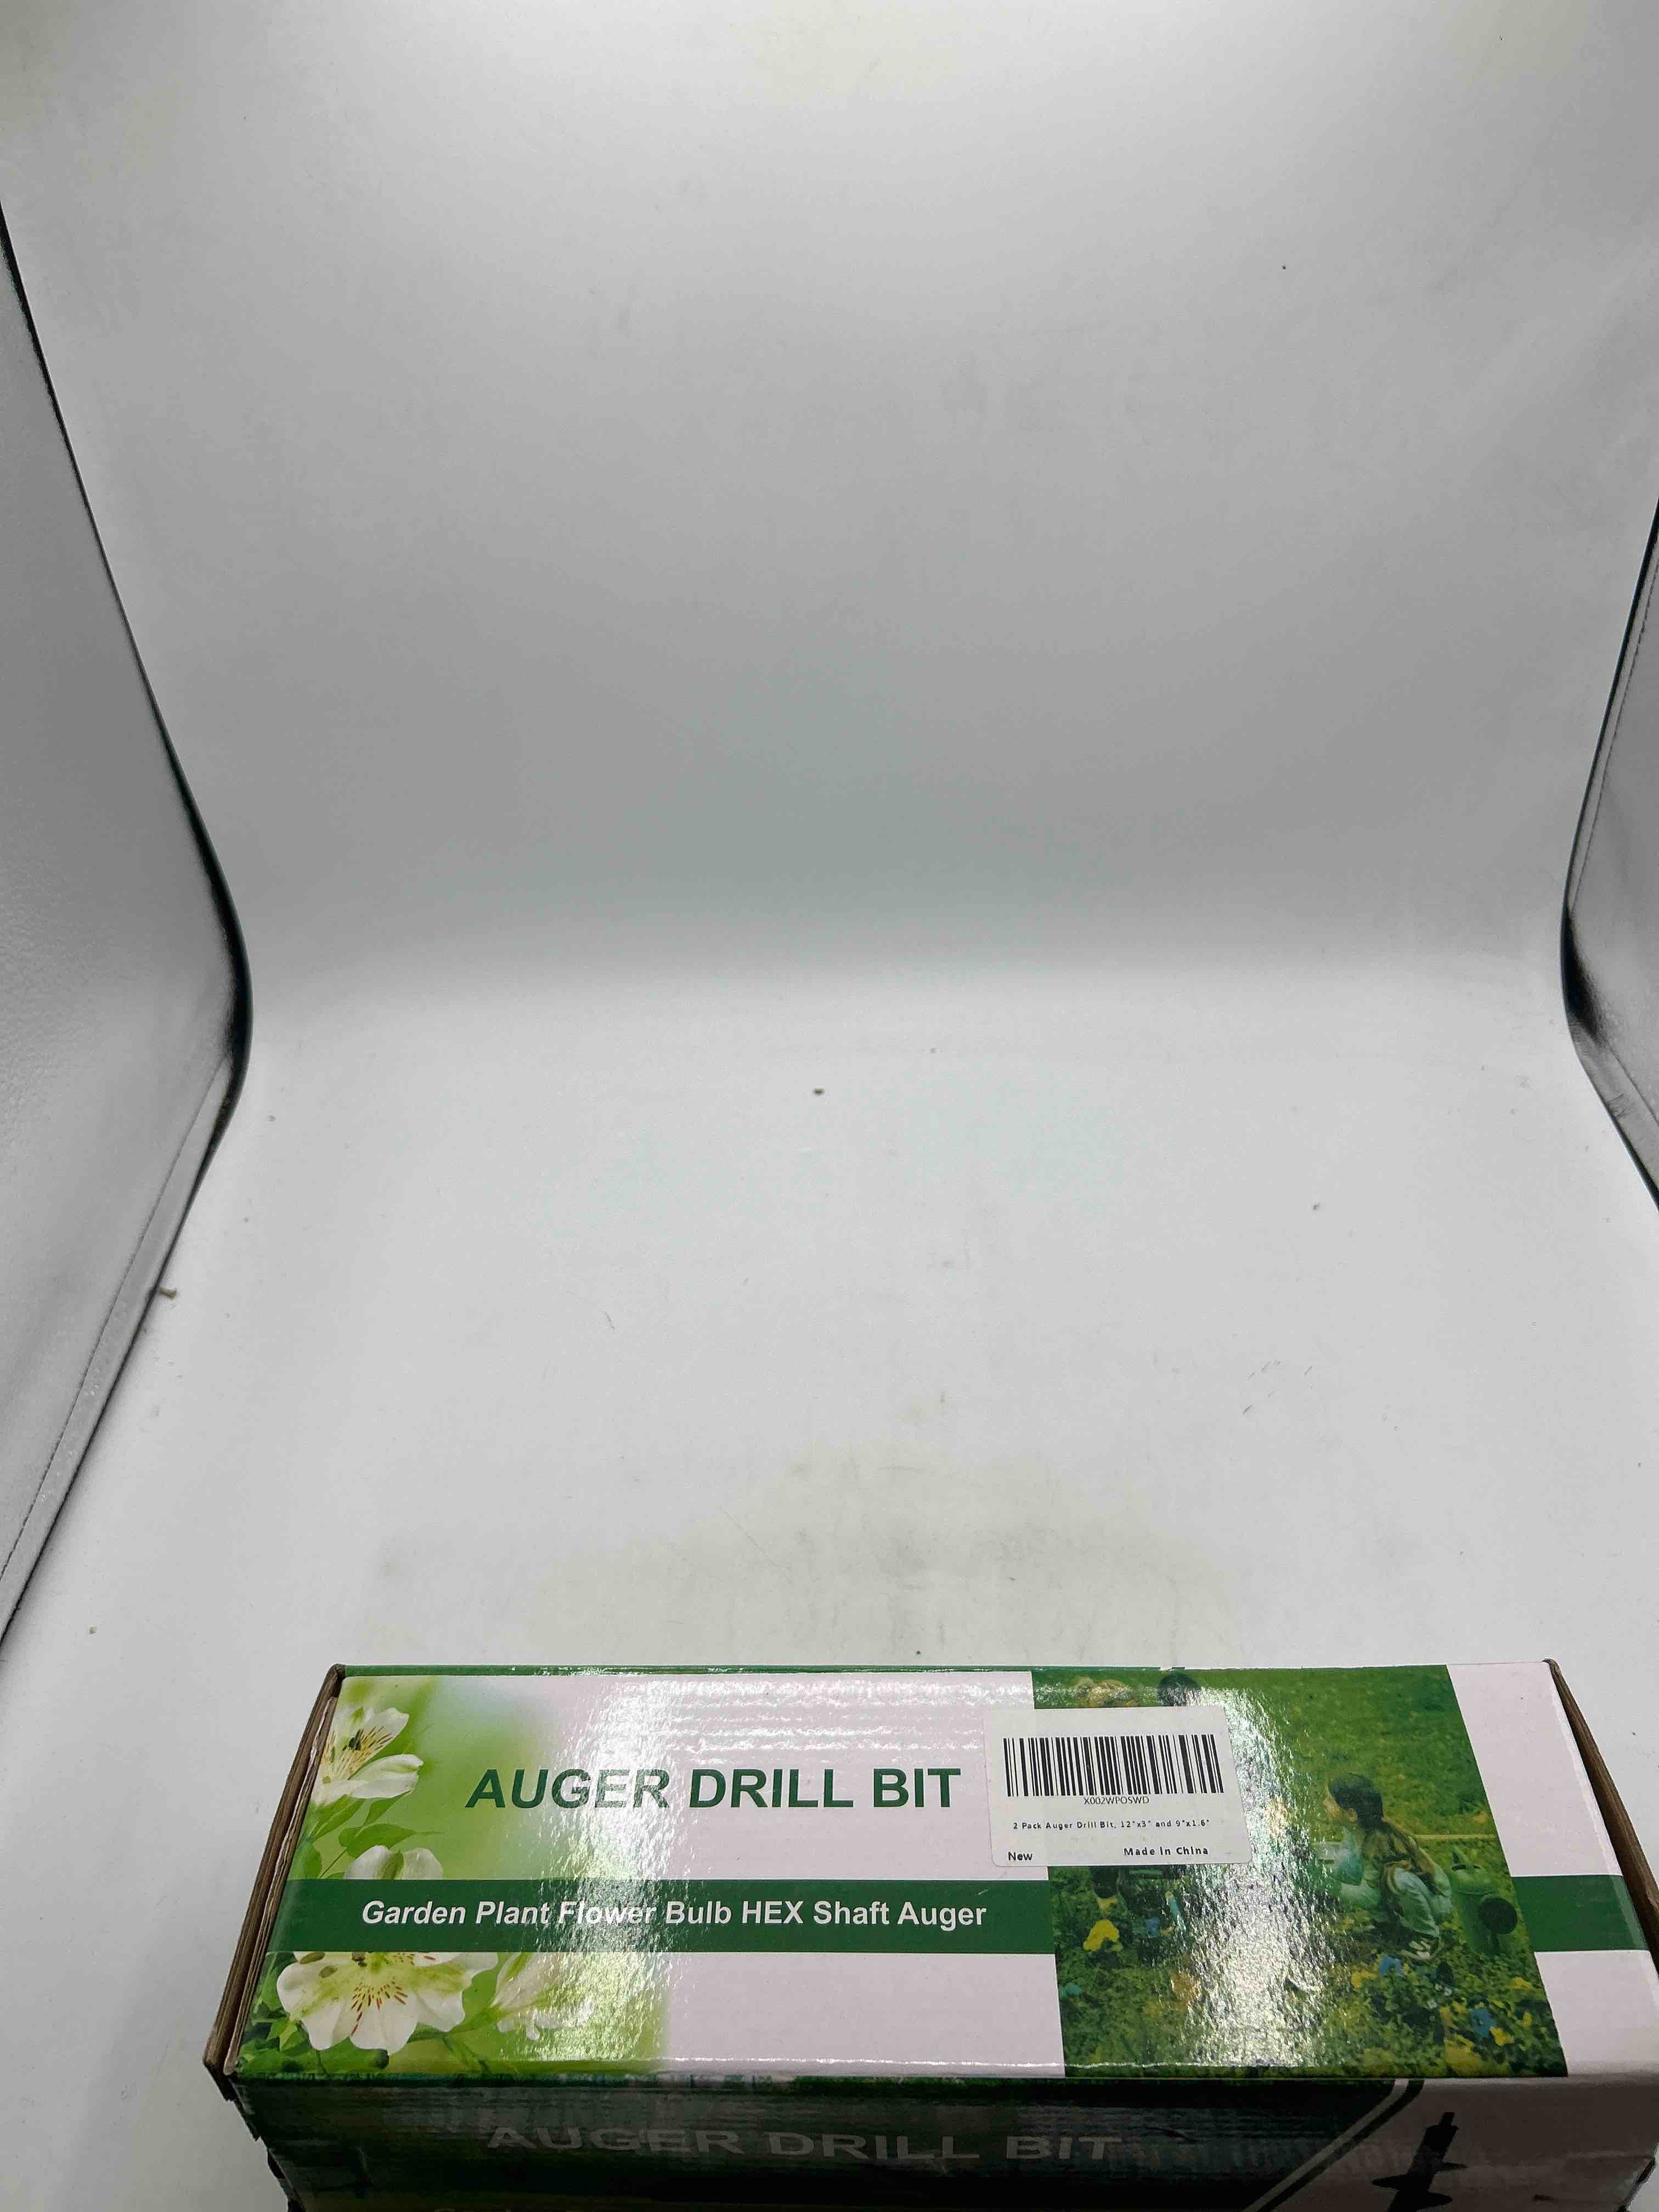 AUGER DRILL BIT
X002WPOSWD
2 Pack Auger Drill Bit, 12"x3" and 9"x1.6"
New
Made In China
Garden Plant Flower Bulb HEX Shaft Auger
AUGER DRILL BIT